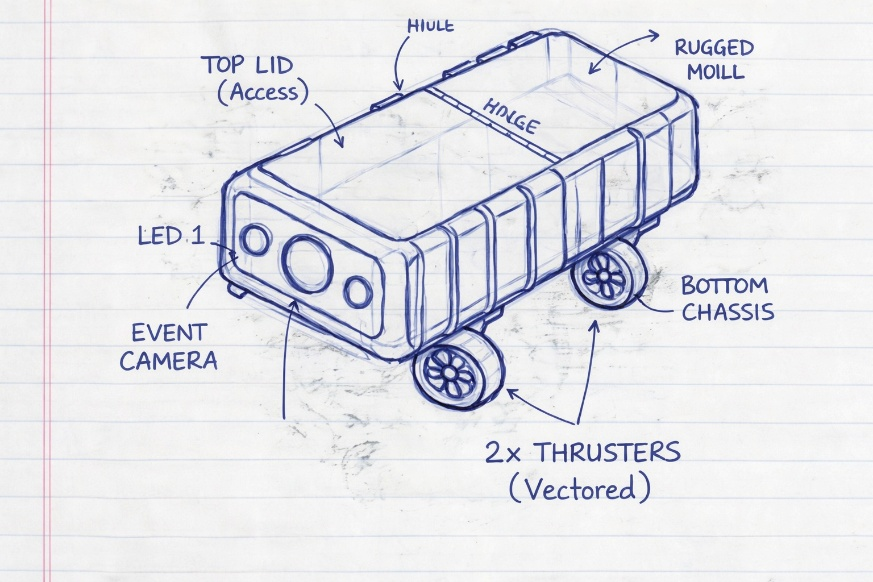 HIULE
TOP LID
(Access)
RUGGED
MOILL
HINGE
LED 1
EVENT
CAMERA
BOTTOM
CHASSIS
2x THRUSTERS
(Vectored)